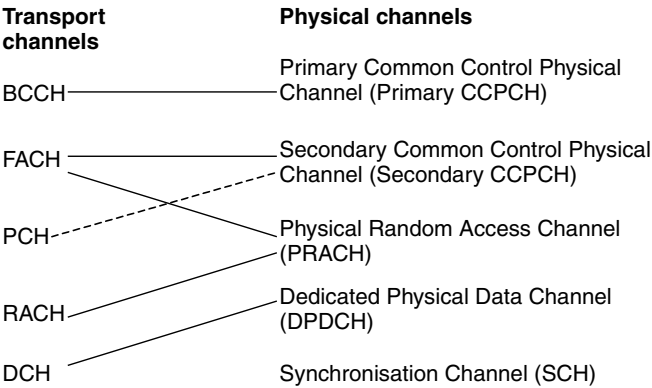 Transport
channels
Physical channels
BCCH
Primary Common Control Physical
Channel (Primary CCPCH)
FACH
Secondary Common Control Physical
Channel (Secondary CCPCH)
PCH
Physical Random Access Channel
(PRACH)
RACH
Dedicated Physical Data Channel
(DPDCH)
DCH
Synchronisation Channel (SCH)